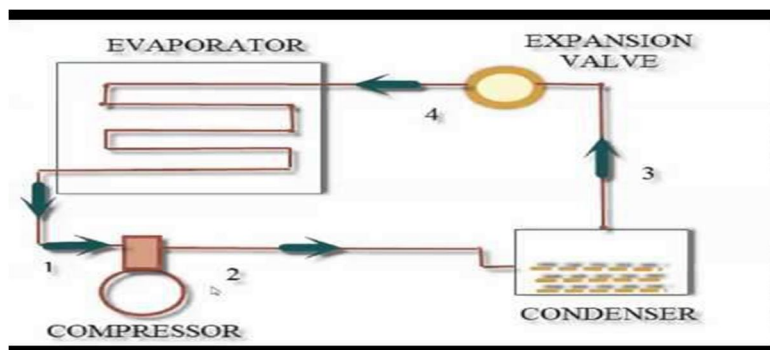 EVAPORATOR
EXPANSION
VALVE
4
3
1
2
COMPRESSOR
CONDENSER